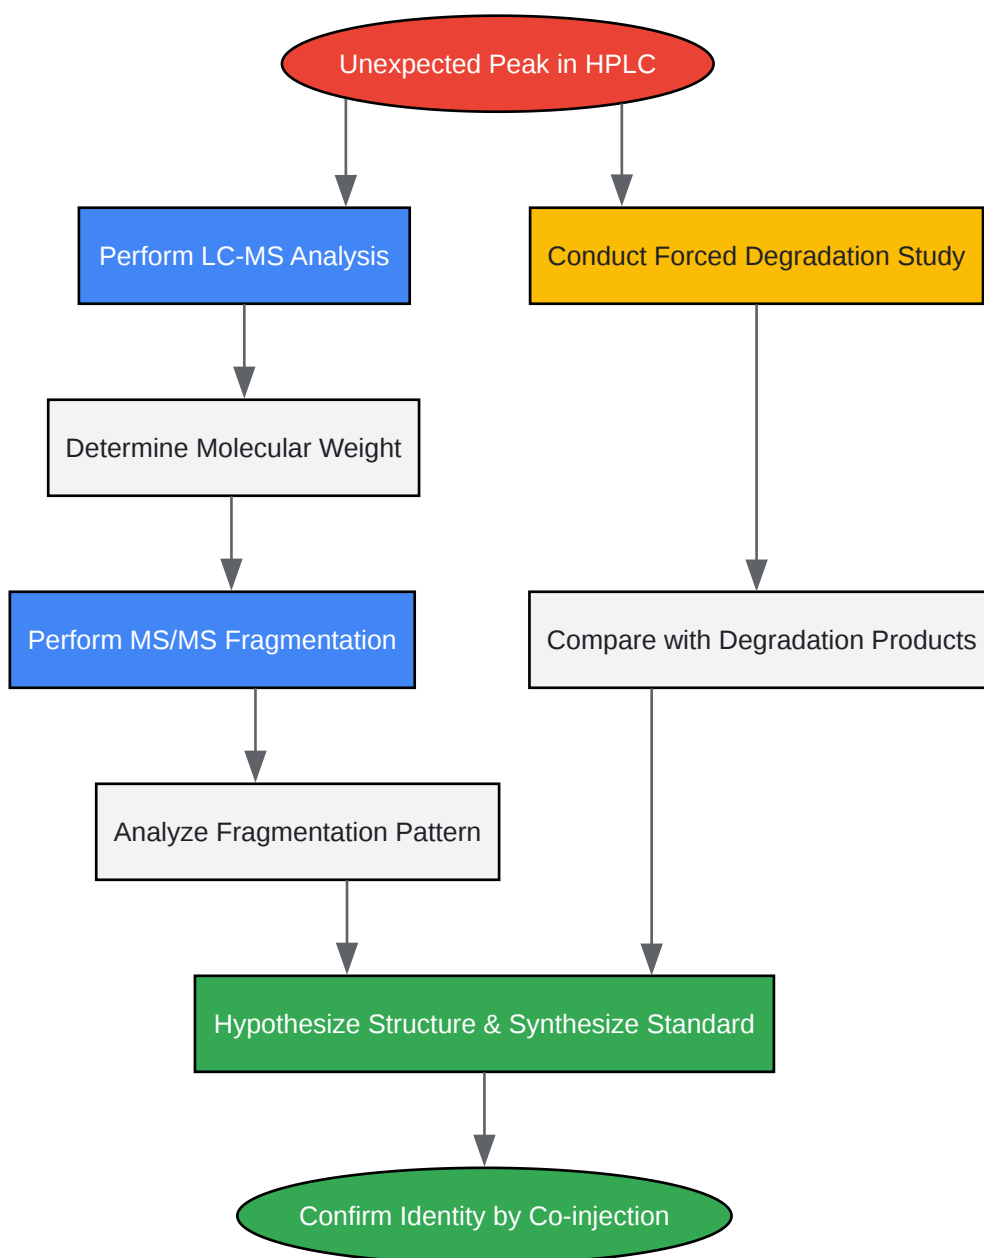 Unexpected Peak in HPLC
Perform LC-MS Analysis
Conduct Forced Degradation Study
Determine Molecular Weight
Perform MS/MS Fragmentation
Compare with Degradation Products
Analyze Fragmentation Pattern
Hypothesize Structure & Synthesize Standard
Confirm Identity by Co-injection